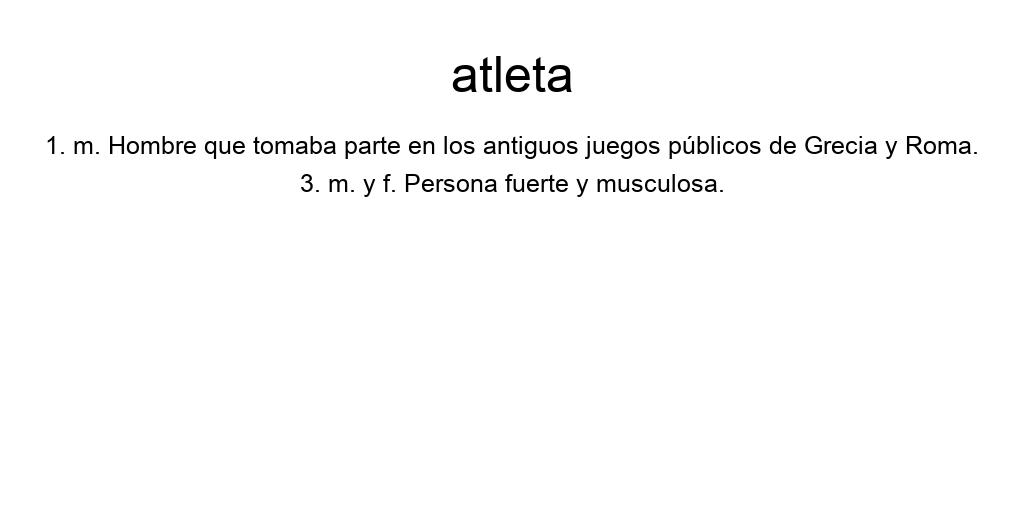 atleta
1. m. Hombre que tomaba parte en los antiguos juegos públicos de Grecia y Roma.
3. m. y f. Persona fuerte y musculosa.